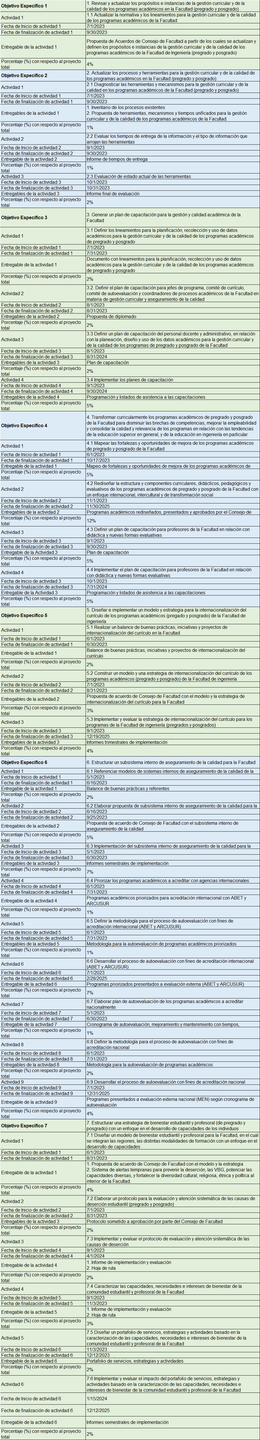 Objetivo Específico 1
1. Revisar y actualizar los propósitos e instancias de la gestión curricular y de la calidad de los programas académicos en la Facultad (pregrado y posgrado)
Actividad 1
1.1 Actualizar la normativa y los lineamientos para la gestión curricular y de la calidad de los programas académicos de la Facultad
Fecha de Inicio de actividad 1
7/1/2023
Fecha de finalización de actividad 1
9/30/2023
Entregable de la actividad 1
Propuesta de Acuerdos de Consejo de Facultad a partir de los cuales se actualizan y definen los propósitos e instancias de la gestión curricular y de la calidad de los programas académicos de la Facultad de Ingeniería (pregrado y posgrado)
Porcentaje (%) con respecto al proyecto total
4%
Objetivo Específico 2
2. Actualizar los procesos y herramientas para la gestión curricular y de la calidad de los programas académicos en la Facultad (pregrado y posgrado)
Actividad 1
2.1 Diagnosticar las herramientas y mecanismos para la gestión curricular y de la calidad en los programas académicos de la Facultad (pregrado y posgrado)
Fecha de Inicio de actividad 1
7/1/2023
Fecha de finalización de actividad 1
9/30/2023
Entregables de la actividad 1
1. Inventario de los procesos existentes
2. Propuesta de herramientas, mecanismos y tiempos unificados para la gestión curricular y de la calidad de los programas académicos de la Facultad
Porcentaje (%) con respecto al proyecto total
1%
Actividad 2
2.2 Evaluar los tiempos de entrega de la información y el tipo de información que arrojan las herramientas
Fecha de Inicio de actividad 2
9/1/2023
Fecha de finalización de actividad 2
9/30/2023
Entregable de la actividad 2
Informe de tiempos de entrega
Porcentaje (%) con respecto al proyecto total
1%
Actividad 3
2.3 Evaluación de estado actual de las herramientas
Fecha de Inicio de actividad 3
10/1/2023
Fecha de finalización de actividad 3
10/31/2023
Entregable de la actividad 3
Informe final de evaluación
Porcentaje (%) con respecto al proyecto total
2%
Objetivo Específico 3
3. Generar un plan de capacitación para la gestión y calidad académica de la Facultad
Actividad 1
3.1 Definir los lineamientos para la planificación, recolección y uso de datos académicos para la gestión curricular y de la calidad de los programas académicos de pregrado y posgrado
Fecha de Inicio de actividad 1
7/1/2023
Fecha de finalización de actividad 1
7/31/2023
Entregable de la actividad 1
Documento con lineamientos para la planificación, recolección y uso de datos académicos para la gestión curricular y de la calidad de los programas académicos de pregrado y posgrado
Porcentaje (%) con respecto al proyecto total
2%
Actividad 2
3.2. Definir el plan de capacitación para jefes de programa, comité de currículo, comité de autoevaluación y coordinadores de procesos académicos de la Facultad en materia de gestión curricular y aseguramiento de la calidad
Fecha de Inicio de actividad 2
8/1/2023
Fecha de finalización de actividad 2
8/31/2023
Entregable de la actividad 2
Propuesta de diplomado
Porcentaje (%) con respecto al proyecto total
2%
Actividad 3
3.3 Definir un plan de capacitación del personal docente y administrativo, en relación con la planeación, diseño y uso de los datos académicos para la gestión curricular y de la calidad de los programas de pregrado y posgrado de la Facultad
Fecha de Inicio de actividad 3
8/1/2023
Fecha de finalización de actividad 3
8/31/2024
Entregable de la Actividad 3
Plan de capacitación
Porcentaje (%) con respecto al proyecto total
2%
Actividad 4
3.4 Implementar los planes de capacitación
Fecha de Inicio de actividad 4
9/1/2023
Fecha de finalización de actividad 4
9/30/2024
Entregable de la Actividad 4
Programación y listados de asistencia a las capacitaciones
Porcentaje (%) con respecto al proyecto total
5%
Objetivo Específico 4
4. Transformar curricularmente los programas académicos de pregrado y posgrado de la Facultad para disminuir las brechas de competencias, mejorar la empleabilidad y consolidar la calidad y relevancia de los programas en relación con las tendencias de la educación superior en general, y de la educación en ingeniería en particular
Actividad 1
4.1 Mapear las fortalezas y oportunidades de mejora de los programas académicos de pregrado y posgrado de la Facultad
Fecha de Inicio de actividad 1
6/1/2023
Fecha de finalización de actividad 1
10/17/2023
Entregable de la actividad 1
Mapeo de fortalezas y oportunidades de mejora de los programas académicos de
Porcentaje (%) con respecto al proyecto total
5%
Actividad 2
4.2 Rediseñar la estructura y componentes curriculares, didácticos, pedagógicos y evaluativos de los programas académicos de pregrado y posgrado de la Facultad con un enfoque internacional, intercultural y de transformación social
Fecha de Inicio de actividad 2
11/1/2023
Fecha de finalización de actividad 2
11/30/2025
Entregable de la actividad 2
Programas académicos rediseñados, presentados y aprobados por el Consejo de
Porcentaje (%) con respecto al proyecto total
12%
Actividad 3
4.3 Definir un plan de capacitación para profesores de la Facultad en relación con didáctica y nuevas formas evaluativas
Fecha de Inicio de actividad 3
9/1/2023
Fecha de finalización de actividad 3
9/30/2023
Entregable de la Actividad 3
Plan de capacitación
Porcentaje (%) con respecto al proyecto total
5%
Actividad 4
4.4 Implementar el plan de capacitación para profesores de la Facultad en relación con didáctica y nuevas formas evaluativas
Fecha de Inicio de actividad 3
10/1/2023
Fecha de finalización de actividad 3
7/31/2024
Entregable de la Actividad 3
Programación y listados de asistencia a las capacitaciones
Porcentaje (%) con respecto al proyecto total
5%
Objetivo Específico 5
5. Diseñar e implementar un modelo y estrategia para la internacionalización del currículo de los programas académicos (pregrado y posgrado) de la Facultad de Ingeniería
Actividad 1
5.1 Realizar un balance de buenas prácticas, iniciativas y proyectos de internacionalización del currículo en la Facultad
Fecha de Inicio de actividad 1
6/1/2023
Fecha de finalización de actividad 1
6/30/2023
Entregable de la actividad 1
Balance de buenas prácticas, iniciativas y proyectos de internacionalización del currículo
Porcentaje (%) con respecto al proyecto total
2%
Actividad 2
5.2 Construir un modelo y una estrategia de internacionalización del currículo de los programas académicos (pregrado y posgrado) de la Facultad de Ingeniería
Fecha de Inicio de actividad 2
7/1/2023
Fecha de finalización de actividad 2
8/31/2023
Entregable de la actividad 2
Propuesta de acuerdo de Consejo de Facultad con el modelo y la estrategia de internacionalización del currículo para la Facultad
Porcentaje (%) con respecto al proyecto total
3%
Actividad 3
5.3 Implementar y evaluar la estrategia de internacionalización del currículo para los programas de la Facultad de Ingeniería (pregrados y posgrados)
Fecha de Inicio de actividad 3
9/1/2023
Fecha de finalización de actividad 3
12/19/2025
Entregables de la actividad 3
Informes trimestrales de implementación
Porcentaje (%) con respecto al proyecto total
4%
Objetivo Específico 6
6. Estructurar un subsistema interno de aseguramiento de la calidad para la Facultad
Actividad 1
6.1 Referenciar modelos de sistemas internos de aseguramiento de la calidad de la
Fecha de Inicio de actividad 1
5/1/2023
Fecha de finalización de actividad 1
6/16/2023
Entregable de la actividad 1
Balance de buenas prácticas y referentes
Porcentaje (%) con respecto al proyecto total
2%
Actividad 2
6.2 Elaborar propuesta de subsistema interno de aseguramiento de calidad para la
Fecha de Inicio de actividad 2
6/16/2023
Fecha de finalización de actividad 2
9/25/2023
Entregable de la actividad 2
Propuesta de acuerdo de Consejo de Facultad con el subsistema interno de aseguramiento de la calidad
Porcentaje (%) con respecto al proyecto total
5%
Actividad 3
6.3 Implementación del subsistema interno de aseguramiento de la calidad para la
Fecha de Inicio de actividad 3
5/1/2023
Fecha de finalización de actividad 3
6/30/2023
Entregables de la actividad 3
Informes semestrales de implementación
Porcentaje (%) con respecto al proyecto total
7%
Actividad 4
6.4 Priorizar los programas académicos a acreditar con agencias internacionales
Fecha de Inicio de actividad 4
6/1/2023
Fecha de finalización de actividad 4
7/31/2023
Entregable de la actividad 4
Programas académicos priorizados para acreditación internacional con ABET y ARCUSUR
Porcentaje (%) con respecto al proyecto total
1%
Actividad 5
6.5 Definir la metodología para el proceso de autoevaluación con fines de acreditación internacional (ABET y ARCUSUR)
Fecha de Inicio de actividad 5
6/1/2023
Fecha de finalización de actividad 5
7/31/2023
Entregable de la actividad 5
Metodología para la autoevaluación de programas académicos priorizados
Porcentaje (%) con respecto al proyecto total
1%
Actividad 6
6.6 Desarrollar el proceso de autoevaluación con fines de acreditación internacional (ABET y ARCUSUR)
Fecha de Inicio de actividad 6
7/1/2023
Fecha de finalización de actividad 6
2/28/2025
Entregable de la actividad 6
Programas priorizados presentados a evaluación externa (ABET y ARCUSUR)
Porcentaje (%) con respecto al proyecto total
7%
Actividad 7
6.7 Elaborar plan de autoevaluación de los programas académicos a acreditar nacionalmente
Fecha de Inicio de actividad 7
5/1/2023
Fecha de finalización de actividad 7
6/30/2023
Entregable de la actividad 7
Cronograma de autoevaluación, mejoramiento y mantenimiento con tiempos,
Porcentaje (%) con respecto al proyecto total
1%
Actividad 8
6.8 Definir la metodología para el proceso de autoevaluación con fines de acreditación nacional
Fecha de Inicio de actividad 8
6/1/2023
Fecha de finalización de actividad 8
7/31/2023
Entregable de la actividad 8
Metodología para la autoevaluación de programas académicos
Porcentaje (%) con respecto al proyecto total
2%
Actividad 9
6.9 Desarrollar el proceso de autoevaluación con fines de acreditación nacional
Fecha de Inicio de actividad 9
7/1/2023
Fecha de finalización de actividad 9
12/31/2025
Entregable de la actividad 9
Programas presentados a evaluación externa nacional (MEN) según cronograma de autoevaluación
Porcentaje (%) con respecto al proyecto total
4%
Objetivo Específico 7
7. Estructurar una estrategia de bienestar estudiantil y profesoral (de pregrado y posgrado) con un enfoque en el desarrollo de capacidades de los individuos
Actividad 1
7.1 Diseñar un modelo de bienestar estudiantil y profesoral para la Facultad, en el cual se integran las regiones, las distintas modalidades de formación con un enfoque en el desarrollo de capacidades
Fecha de Inicio de actividad 1
6/1/2023
Fecha de finalización de actividad 1
8/31/2023
Entregable de la actividad 1
1. Propuesta de acuerdo de Consejo de Facultad con el modelo y la estrategia
2. Sistema de alertas tempranas para prevenir la deserción, las VBG, potenciar las capacidades diversas, y fortalecer la diversidad cultural, religiosa, étnica y política al interior de la Facultad
Porcentaje (%) con respecto al proyecto total
4%
Actividad 2
7.2 Elaborar un protocolo para la evaluación y atención sistemática de las causas de deserción estudiantil (pregrado y posgrado)
Fecha de Inicio de actividad 2
7/1/2023
Fecha de finalización de actividad 2
8/31/2023
Entregable de la actividad 3
Protocolo sometido a aprobación por parte del Consejo de Facultad
Porcentaje (%) con respecto al proyecto total
2%
Actividad 3
7.3 Implementar y evaluar el protocolo de evaluación y atención sistemática de las causas de deserción
Fecha de Inicio de actividad 4
9/1/2023
Fecha de finalización de actividad 4
4/1/2024
Entregable de la actividad 4
1. Informe de implementación y evaluación
2. Hoja de ruta
Porcentaje (%) con respecto al proyecto total
2%
Actividad 4
7.4 Caracterizar las capacidades, necesidades e intereses de bienestar de la comunidad estudiantil y profesoral de la Facultad
Fecha de Inicio de actividad 5
9/1/2023
Fecha de finalización de actividad 5
11/3/2023
Entregable de la actividad 5
1. Informe de implementación y evaluación
2. Hoja de ruta
Porcentaje (%) con respecto al proyecto total
3%
Actividad 5
7.5 Diseñar un portafolio de servicios, estrategias y actividades basado en la caracterización de las capacidades, necesidades e intereses de bienestar de la comunidad estudiantil y profesoral de la Facultad
Fecha de Inicio de actividad 6
11/3/2023
Fecha de finalización de actividad 6
12/12/2023
Entregable de la actividad 6
Portafolio de servicios, estrategias y actividades
Porcentaje (%) con respecto al proyecto total
2%
Actividad 6
7.6 Implementar y evaluar el impacto del portafolio de servicios, estrategias y actividades basado en la caracterización de las capacidades, necesidades e intereses de bienestar de la comunidad estudiantil y profesoral de la Facultad
Fecha de Inicio de actividad 6
1/15/2024
Fecha de finalización de actividad 6
12/12/2025
Entregable de la actividad 6
Informes semestrales de implementación
Porcentaje (%) con respecto al proyecto total
2%